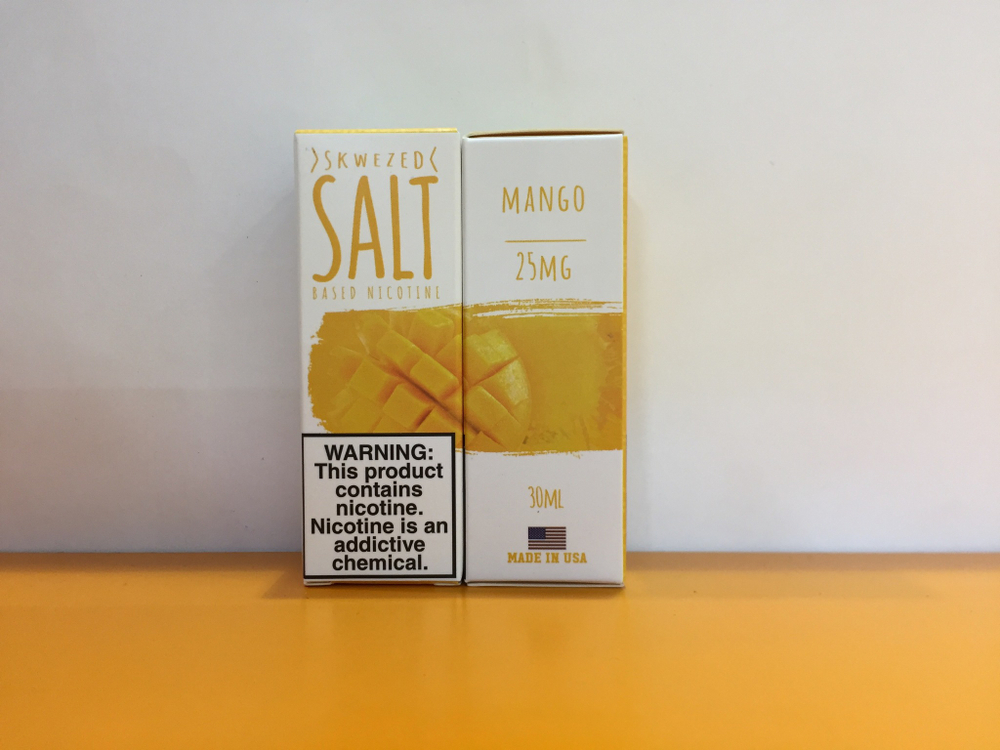 >SKWEZED<
SALT
BASED NICOTINE
WARNING:
This product
contains
nicotine.
Nicotine is an
addictive
chemical.
MANGO
25MG
30ML
MADE IN USA